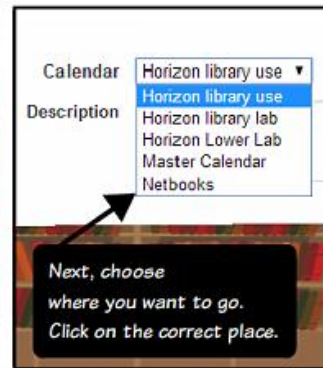 Calendar Horizon library use
Horizon library use
Description Horizon library lab
Horizon Lower Lab
Master Calendar
Netbooks
Next, choose
where you want to go.
Click on the correct place.